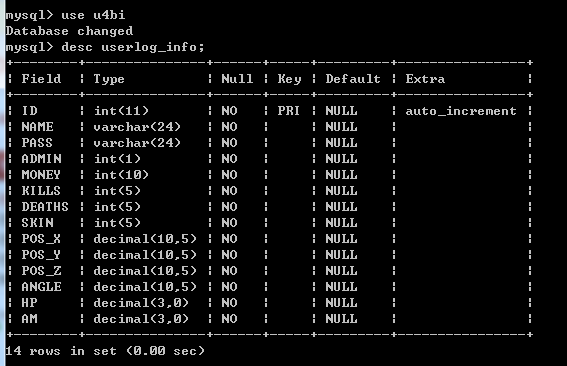 mysql> use u4bi
Database changed
mysql> desc userlog_info;
+--------+---------------+------+-----+---------+----------------+
| Field | Type | Null | Key | Default | Extra |
+--------+---------------+------+-----+---------+----------------+
| ID | int(11) | NO | PRI | NULL | auto_increment |
| NAME | varchar(24) | NO | | NULL | |
| PASS | varchar(24) | NO | | NULL | |
| ADMIN | int(1) | NO | | NULL | |
| MONEY | int(10) | NO | | NULL | |
| KILLS | int(5) | NO | | NULL | |
| DEATHS | int(5) | NO | | NULL | |
| SKIN | int(5) | NO | | NULL | |
| POS_X | decimal(10,5) | NO | | NULL | |
| POS_Y | decimal(10,5) | NO | | NULL | |
| POS_Z | decimal(10,5) | NO | | NULL | |
| ANGLE | decimal(10,5) | NO | | NULL | |
| HP | decimal(3,0) | NO | | NULL | |
| AM | decimal(3,0) | NO | | NULL | |
+--------+---------------+------+-----+---------+----------------+
14 rows in set (0.00 sec)